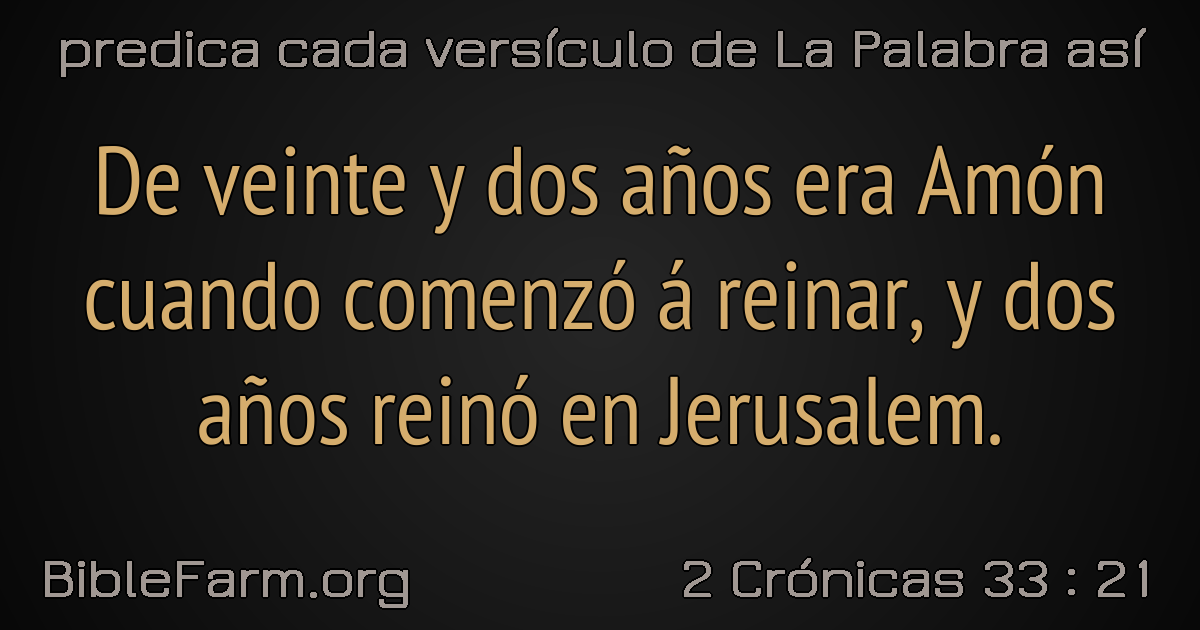 predica cada versículo de La Palabra así
De veinte y dos años era Amón
cuando comenzó á reinar, y dos
años reinó en Jerusalem.
BibleFarm.org
2 Crónicas 33 : 21